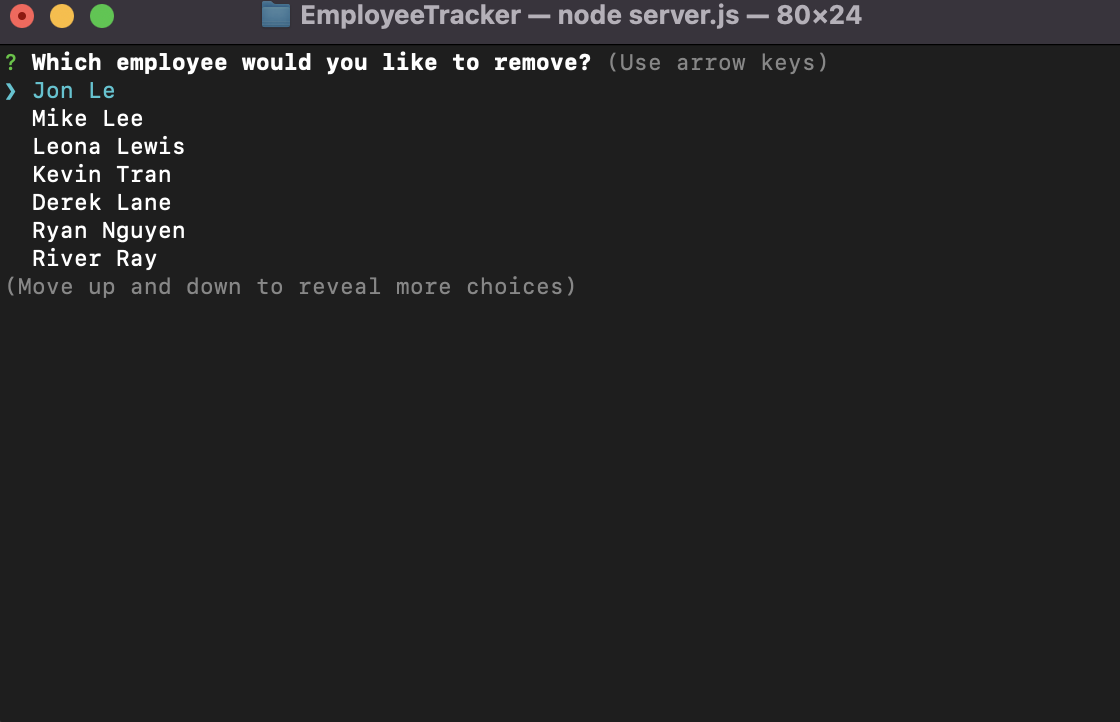 EmployeeTracker — node server.js — 80×24
? Which employee would you like to remove? (Use arrow keys)
❯ Jon Le
Mike Lee
Leona Lewis
Kevin Tran
Derek Lane
Ryan Nguyen
River Ray
(Move up and down to reveal more choices)